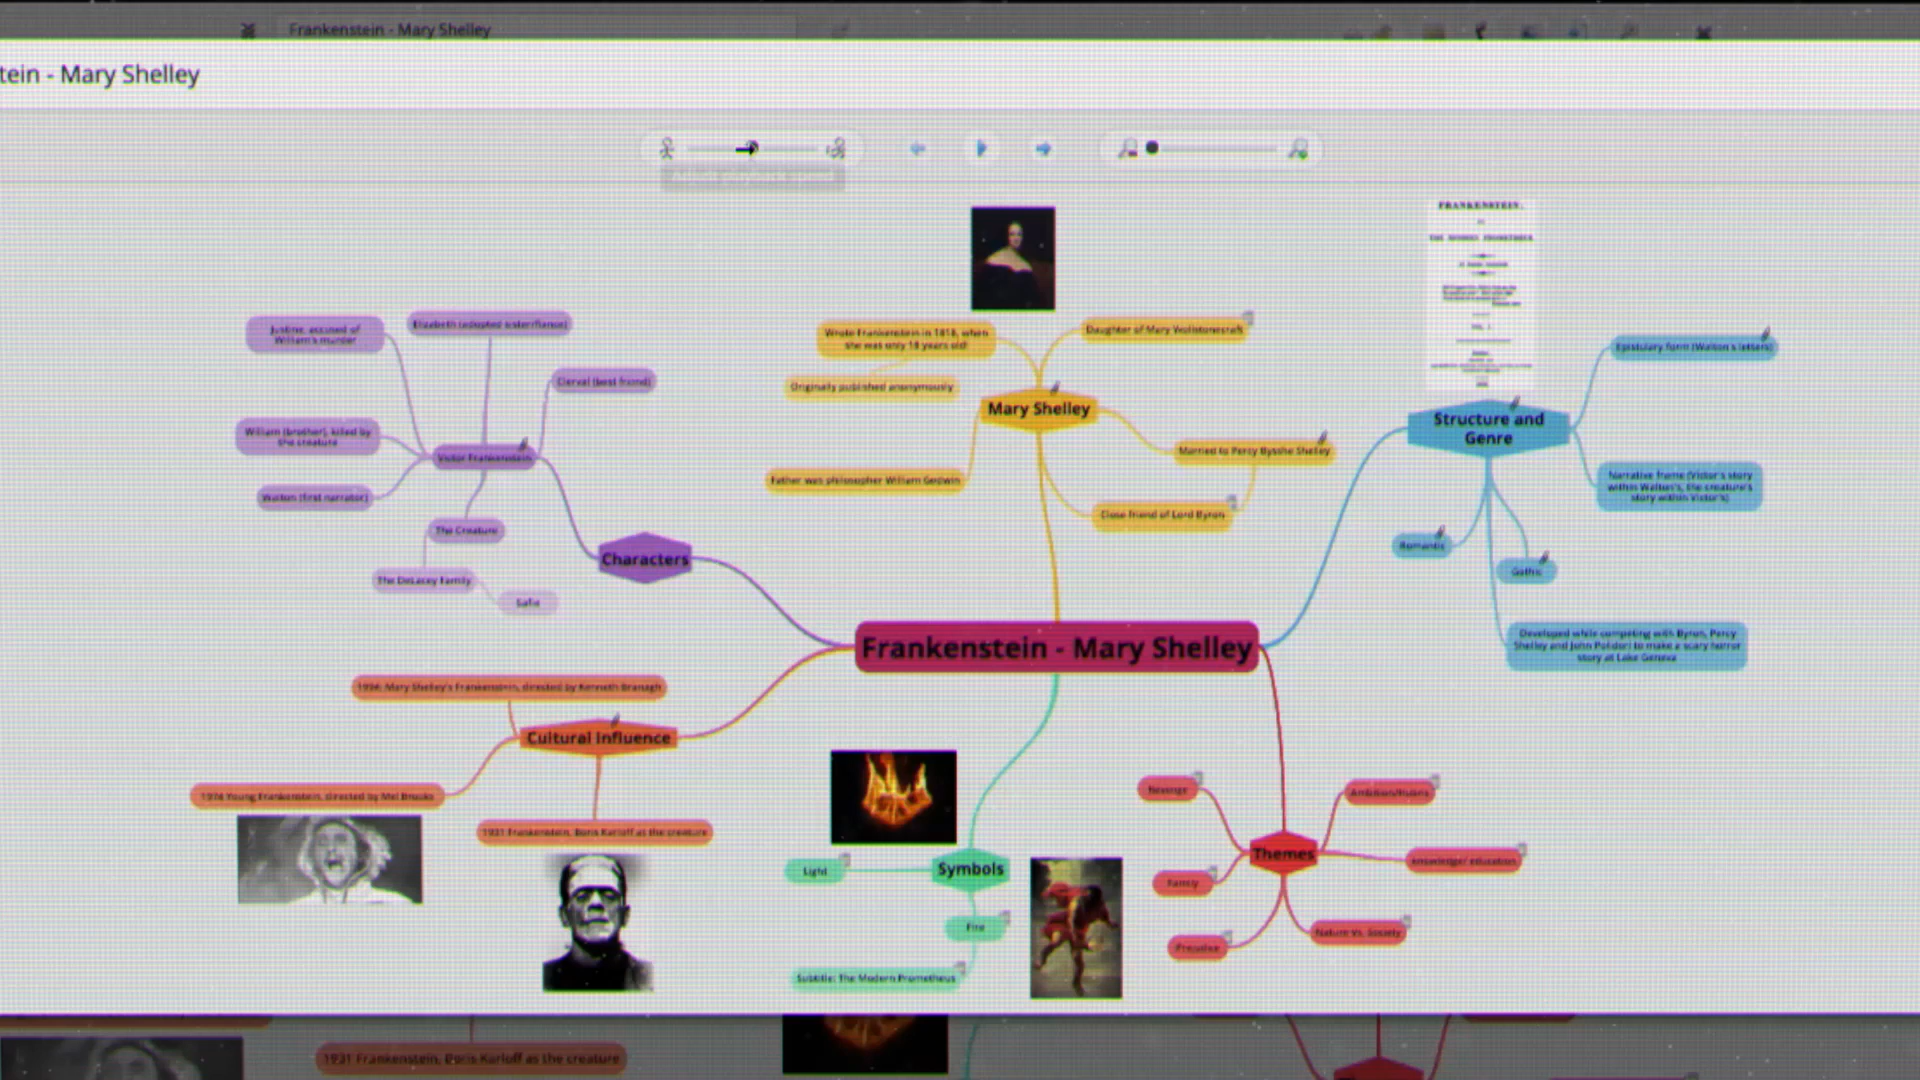 Frankenstein - Mary Shelley
tein - Mary Shelley
Adjust playback speed
FRANKENSTEIN.
Justine, accused of
William's murder
Elizabeth (adopted sister/fiancé)
Clerval (best friend)
William (brother), killed by
the creature
Victor Frankenstein
Walton (first narrator)
The Creature
The DeLacey Family
Safie
Characters
Wrote Frankenstein in 1818, when
she was only 18 years old!
Originally published anonymously
Daughter of Mary Wollstonecraft
Mary Shelley
Married to Percy Bysshe Shelley
Father was philosopher William Godwin
Close friend of Lord Byron
Structure and
Genre
Epistolary form (Walton's letters)
Narrative frame (Victor's story
within Walton's, the creature's
story within Victor's)
Romantic
Gothic
Developed while competing with Byron, Percy
Shelley and John Polidori to make a scary horror
story at Lake Geneva
Frankenstein - Mary Shelley
1994: Mary Shelley's Frankenstein, directed by Kenneth Branagh
Cultural Influence
1974 Young Frankenstein, directed by Mel Brooks
1931 Frankenstein, Boris Karloff as the creature
Symbols
Light
Fire
Subtitle: The Modern Prometheus
Themes
Revenge
Ambition/Hubris
Knowledge/ education
Family
Nature Vs. Society
Prejudice
1931 Frankenstein, Boris Karloff as the creature